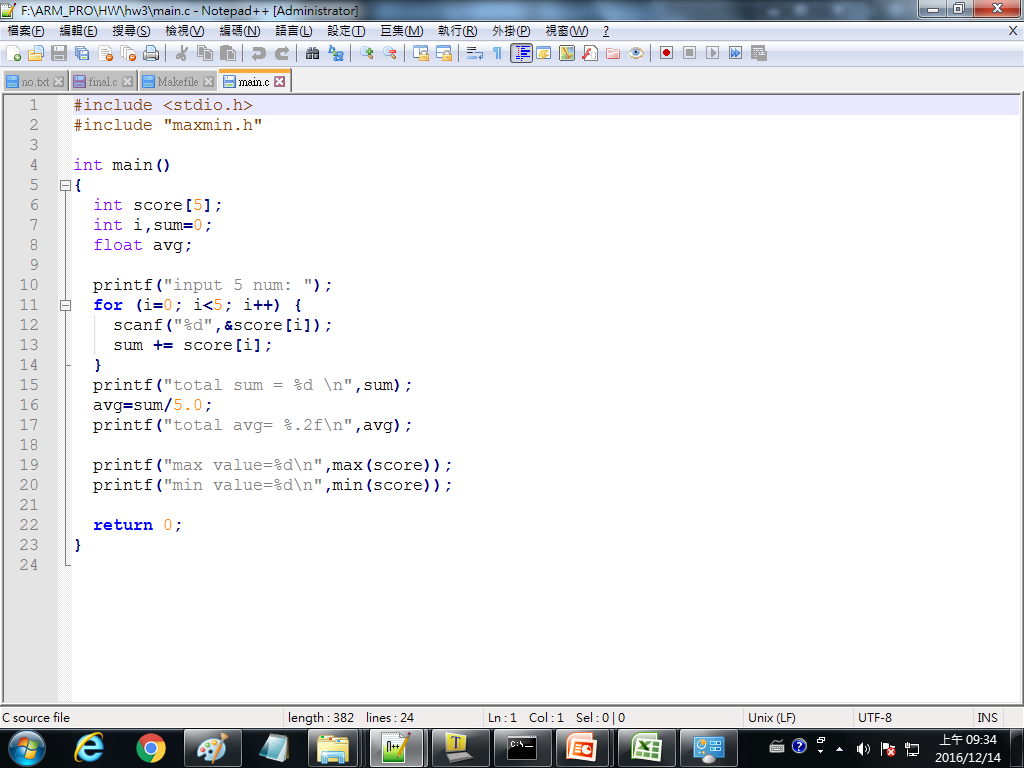 F:\ARM_PRO\HW\hw3\main.c - Notepad++ [Administrator]
檔案(F) 編輯(E) 搜尋(S) 檢視(V) 編碼(N) 語言(L) 設定(T) 巨集(M) 執行(R) 外掛(P) 視窗(W) ? X
no.txt final.c Makefile main.c
1 #include <stdio.h>
2 #include "maxmin.h"
3
4 int main()
5 {
6 int score[5];
7 int i,sum=0;
8 float avg;
9
10 printf("input 5 num: ");
11 for (i=0; i<5; i++) {
12 scanf("%d",&score[i]);
13 sum += score[i];
14 }
15 printf("total sum = %d \n",sum);
16 avg=sum/5.0;
17 printf("total avg= %.2f\n",avg);
18
19 printf("max value=%d\n",max(score));
20 printf("min value=%d\n",min(score));
21
22 return 0;
23 }
24
C source file length : 382 lines : 24 Ln : 1 Col : 1 Sel : 0 | 0 Unix (LF) UTF-8 INS
上午 09:34
2016/12/14